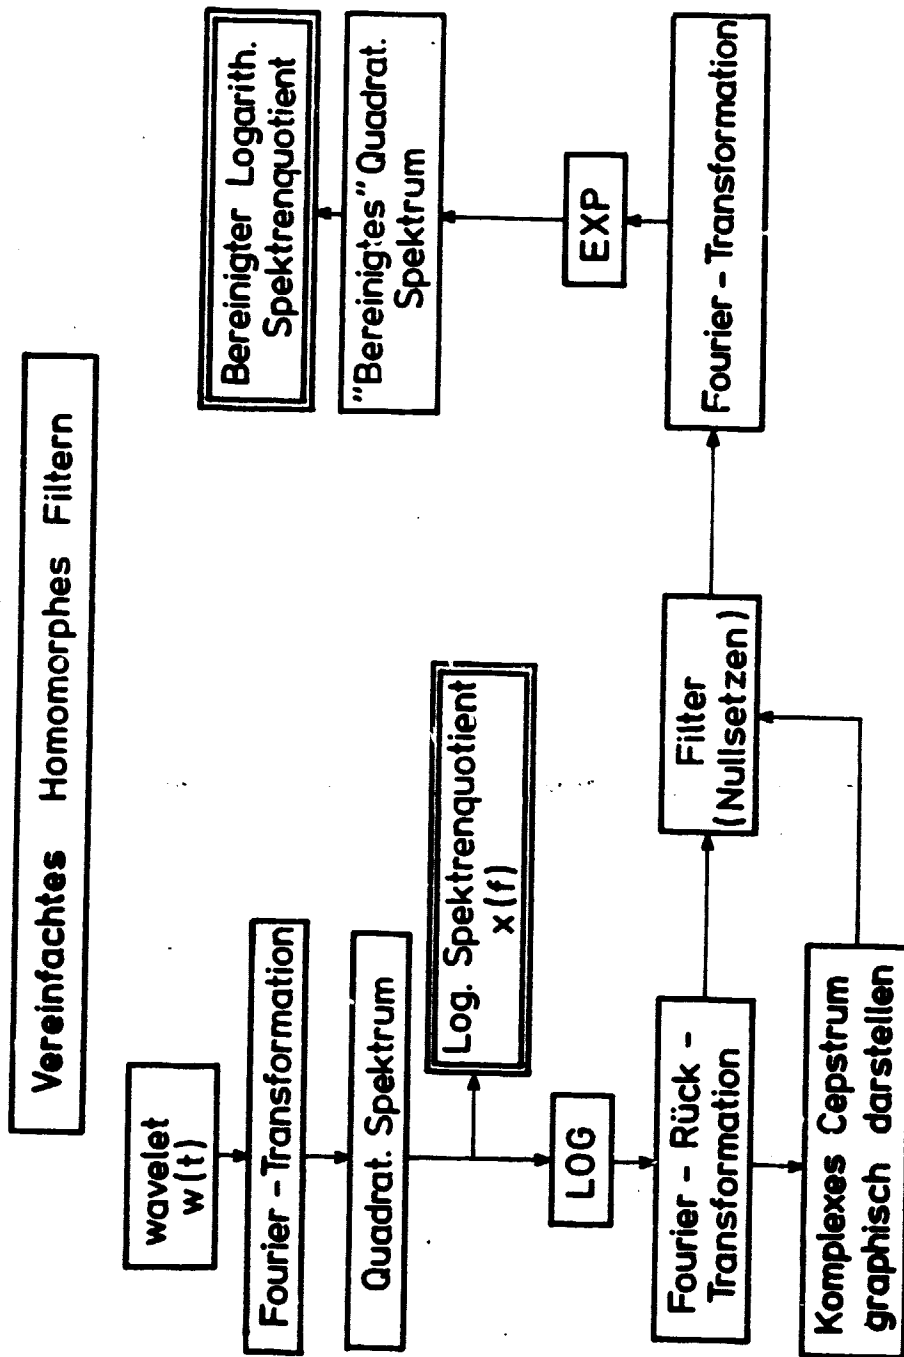 Vereinfachtes Homomorphes Filtern
wavelet
w(t)
Fourier-Transformation
Quadrat. Spektrum
Log. Spektrenquotient
x(f)
LOG
Fourier-Rück-
Transformation
Komplexes Cepstrum
graphisch darstellen
Filter
(Nullsetzen)
Fourier-Transformation
EXP
"Bereinigtes" Quadrat.
Spektrum
Bereinigter Logarith.
Spektrenquotient